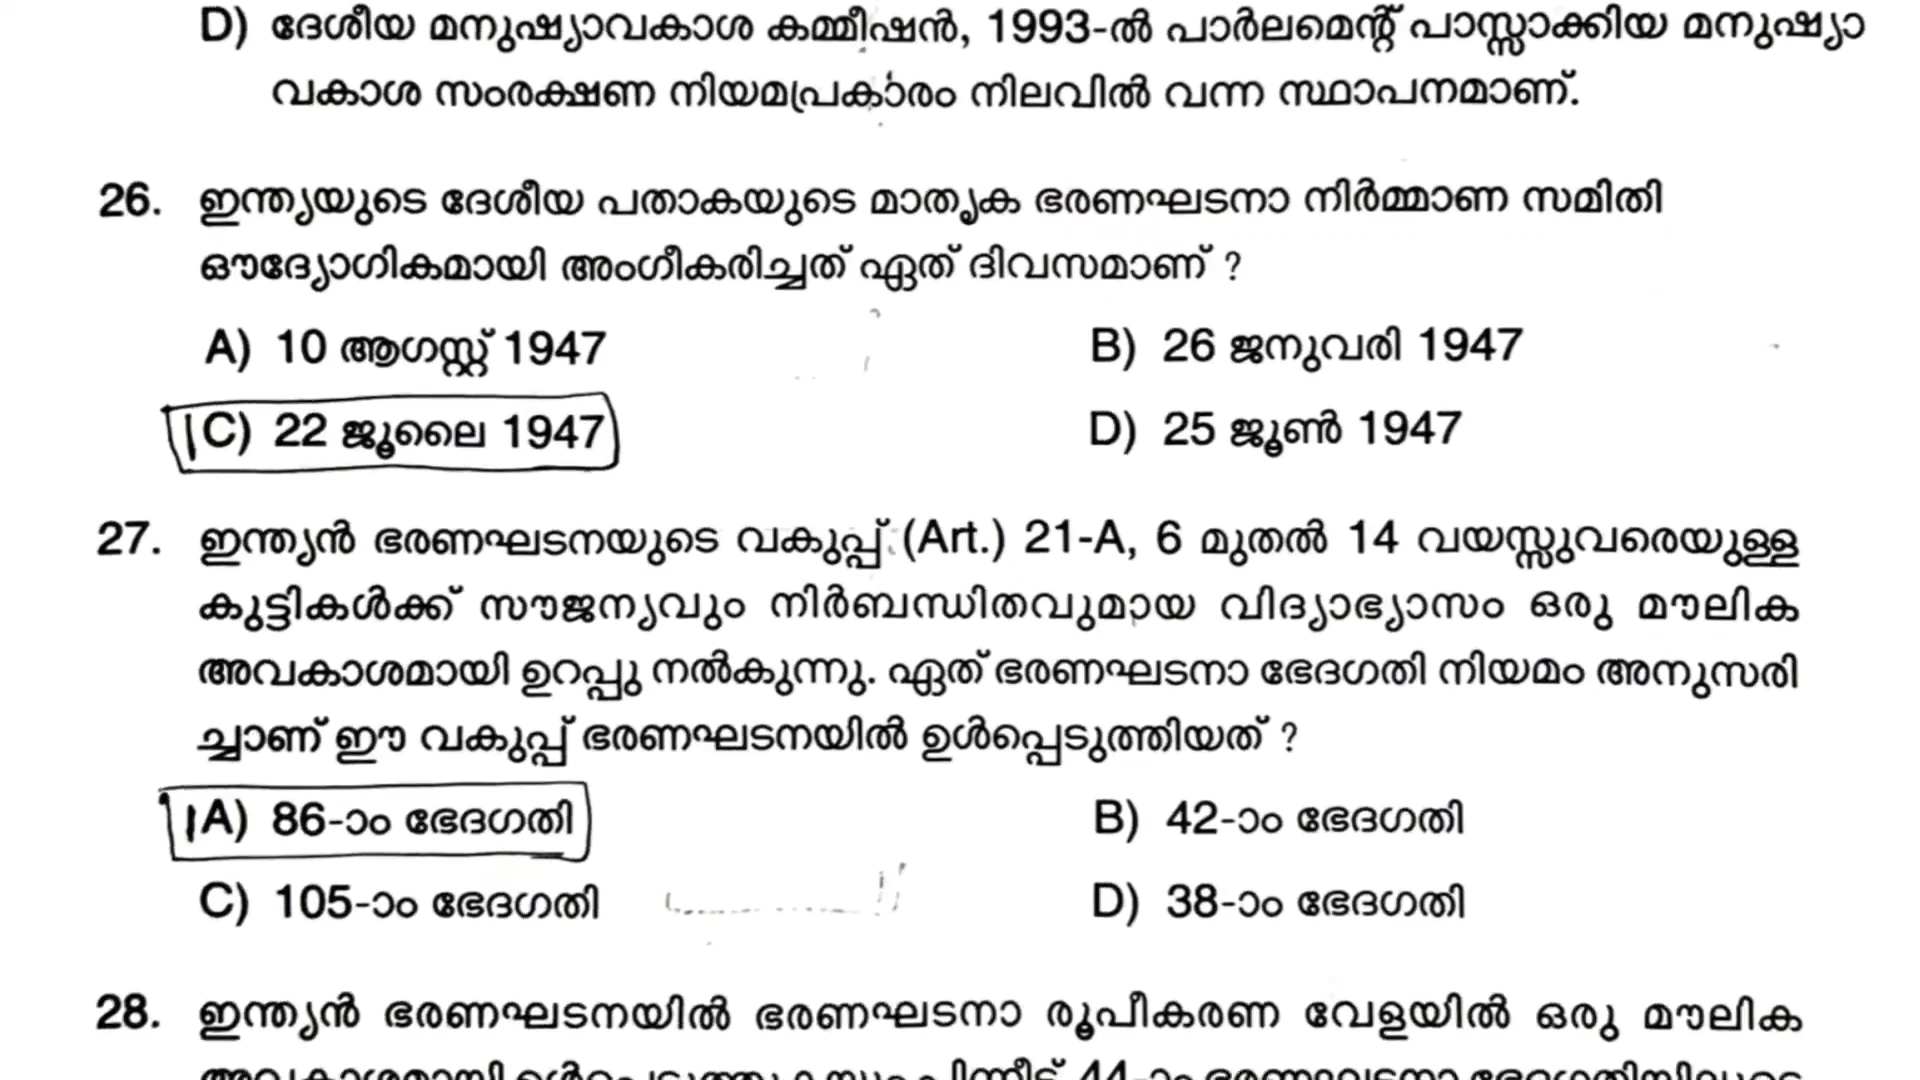 D) ദേശീയ മനുഷ്യാവകാശ കമ്മീഷൻ, 1993-ൽ പാർലമെന്റ് പാസ്സാക്കിയ മനുഷ്യാ
വകാശ സംരക്ഷണ നിയമപ്രകാരം നിലവിൽ വന്ന സ്ഥാപനമാണ്.
26. ഇന്ത്യയുടെ ദേശീയ പതാകയുടെ മാതൃക ഭരണഘടനാ നിർമ്മാണ സമിതി
ഔദ്യോഗികമായി അംഗീകരിച്ചത് ഏത് ദിവസമാണ് ?
A) 10 ആഗസ്റ്റ് 1947 B) 26 ജനുവരി 1947
C) 22 ജൂലൈ 1947 D) 25 ജൂൺ 1947
27. ഇന്ത്യൻ ഭരണഘടനയുടെ വകുപ്പ് (Art.) 21-A, 6 മുതൽ 14 വയസ്സുവരെയുള്ള
കുട്ടികൾക്ക് സൗജന്യവും നിർബന്ധിതവുമായ വിദ്യാഭ്യാസം ഒരു മൗലിക
അവകാശമായി ഉറപ്പു നൽകുന്നു. ഏത് ഭരണഘടനാ ഭേദഗതി നിയമം അനുസരി
ച്ചാണ് ഈ വകുപ്പ് ഭരണഘടനയിൽ ഉൾപ്പെടുത്തിയത് ?
A) 86-ാം ഭേദഗതി B) 42-ാം ഭേദഗതി
C) 105-ാം ഭേദഗതി D) 38-ാം ഭേദഗതി
28. ഇന്ത്യൻ ഭരണഘടനയിൽ ഭരണഘടനാ രൂപീകരണ വേളയിൽ ഒരു മൗലിക